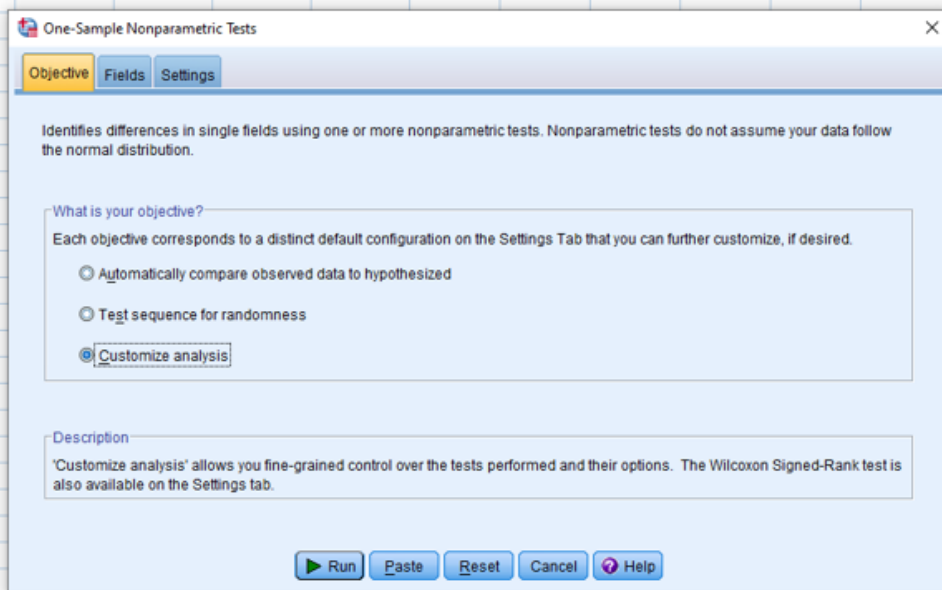 One-Sample Nonparametric Tests
Objective Fields Settings
Identifies differences in single fields using one or more nonparametric tests. Nonparametric tests do not assume your data follow
the normal distribution.
What is your objective?
Each objective corresponds to a distinct default configuration on the Settings Tab that you can further customize, if desired.
Automatically compare observed data to hypothesized
Test sequence for randomness
Customize analysis
Description
'Customize analysis' allows you fine-grained control over the tests performed and their options. The Wilcoxon Signed-Rank test is
also available on the Settings tab.
Run Paste Reset Cancel Help